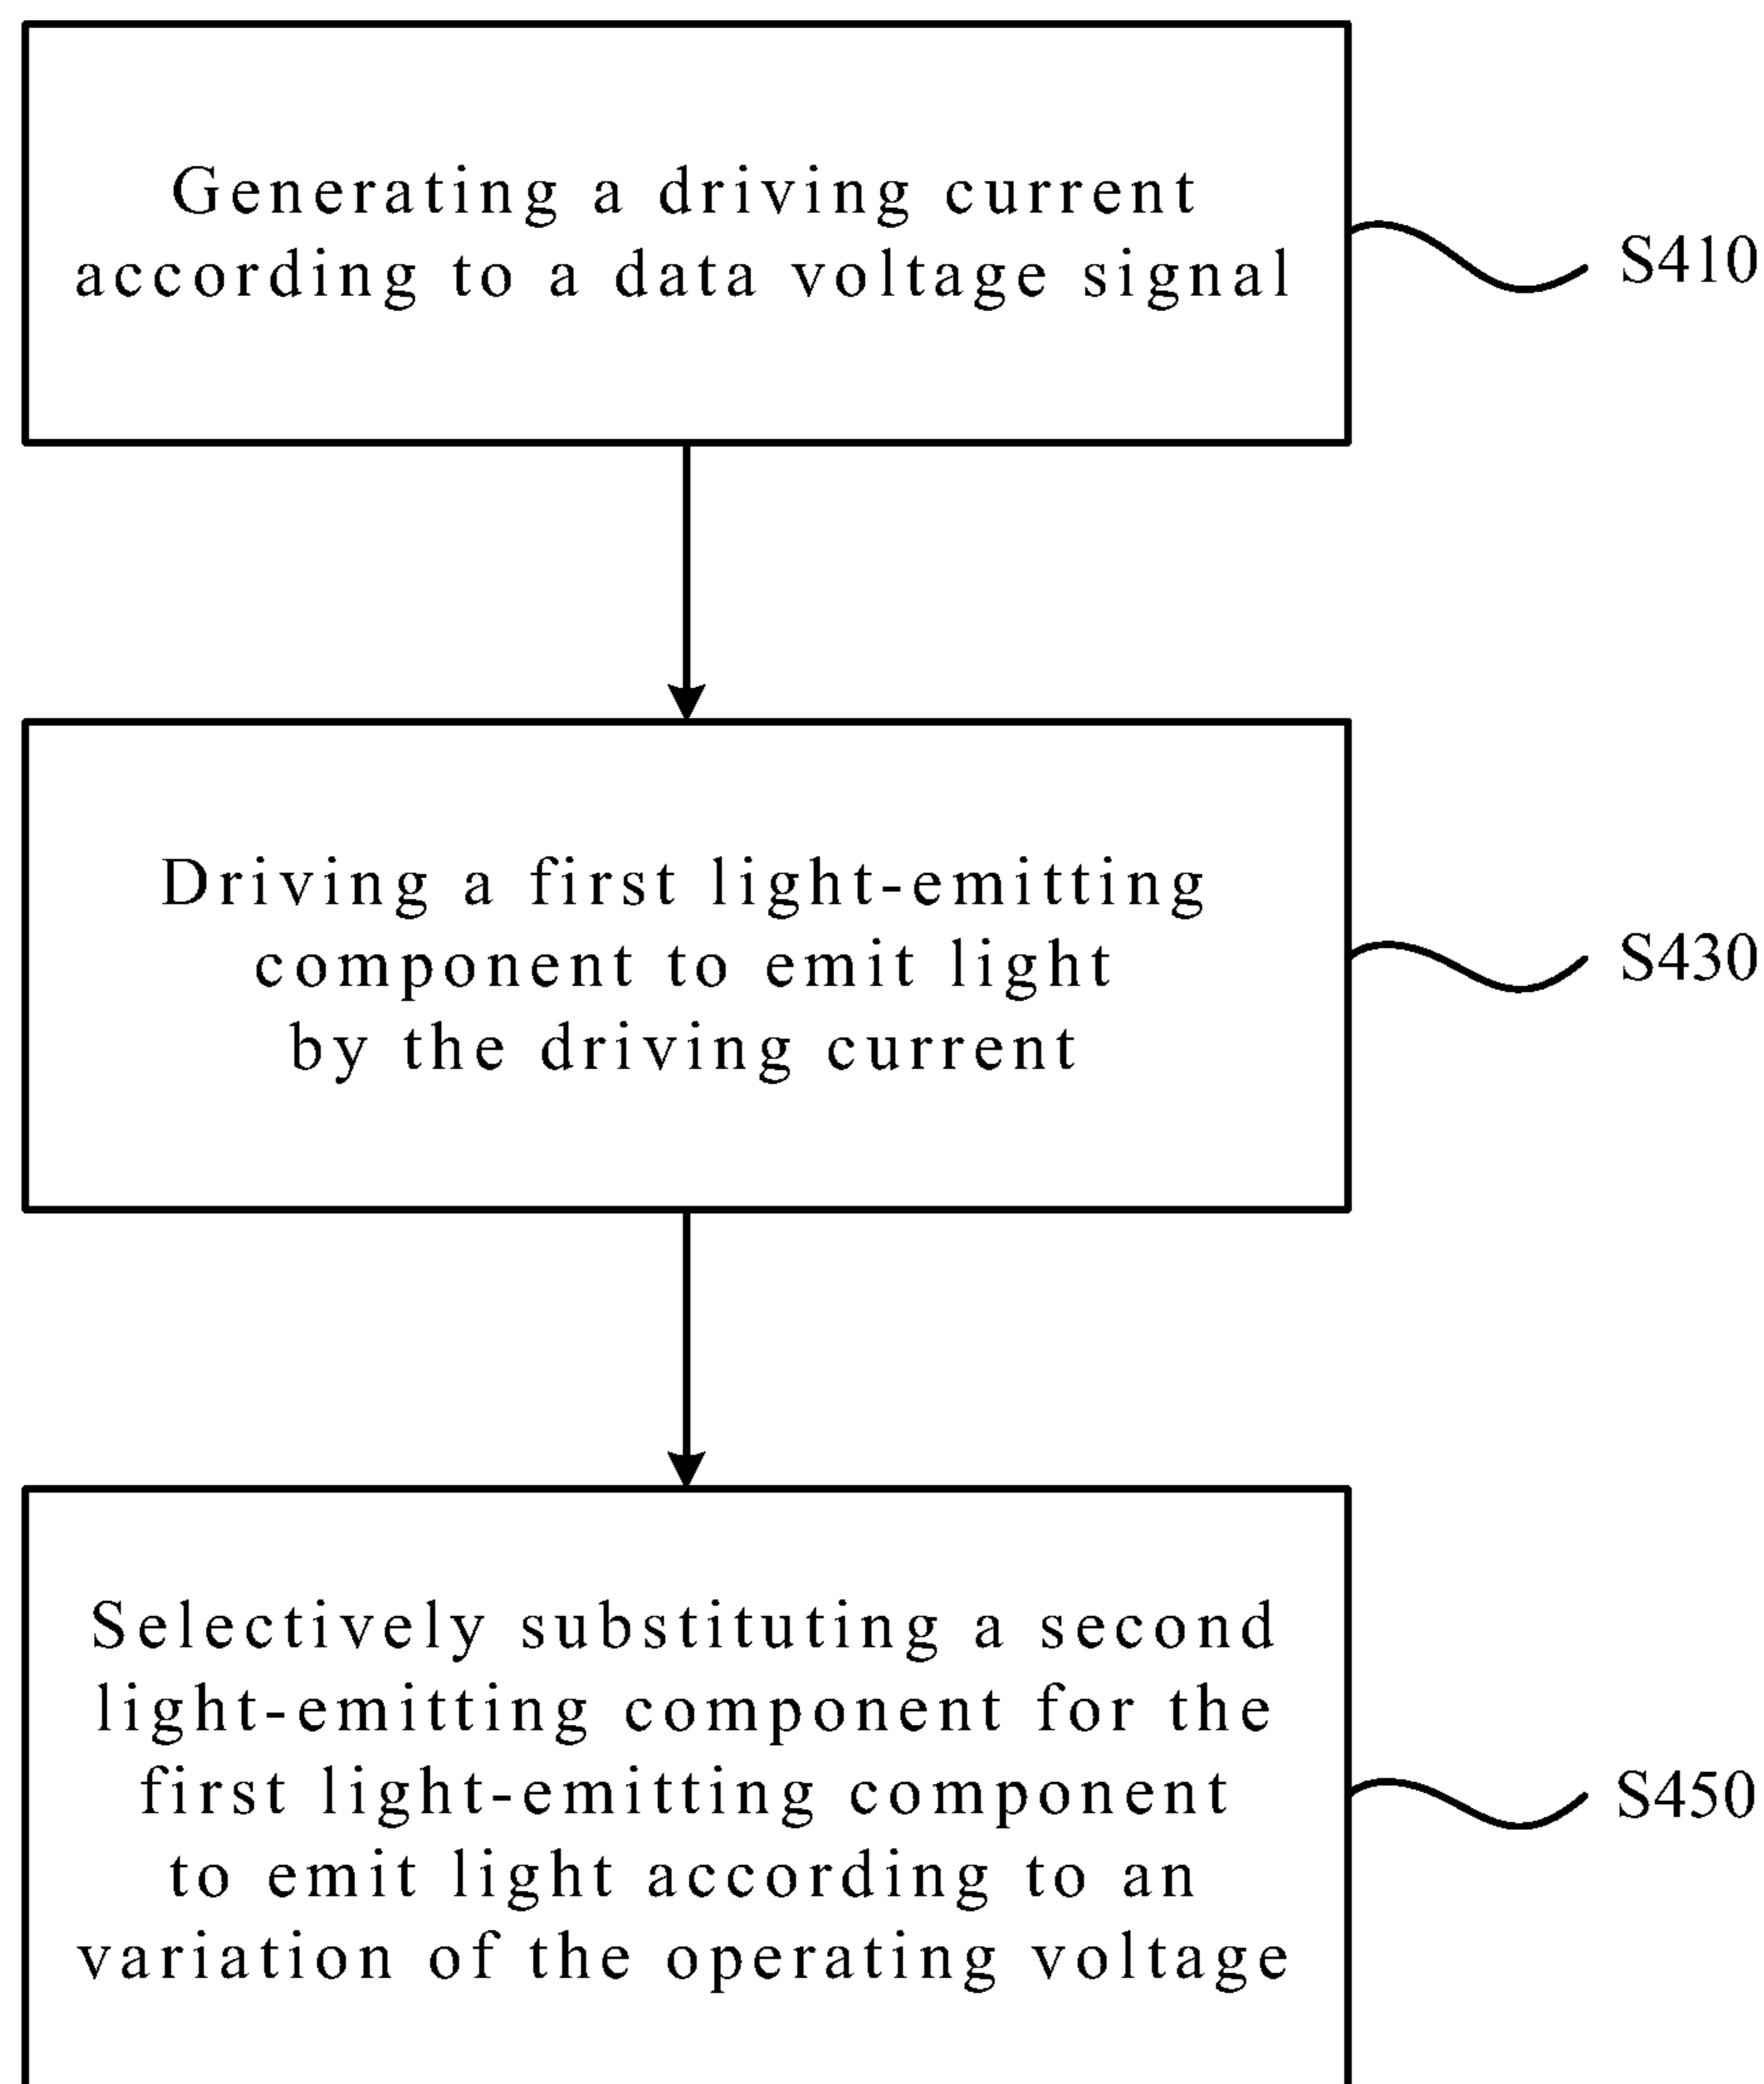 Generating a driving current
according to a data voltage signal
S410
Driving a first light-emitting
component to emit light
by the driving current
S430
Selectively substituting a second
light-emitting component for the
first light-emitting component
to emit light according to an
variation of the operating voltage
S450